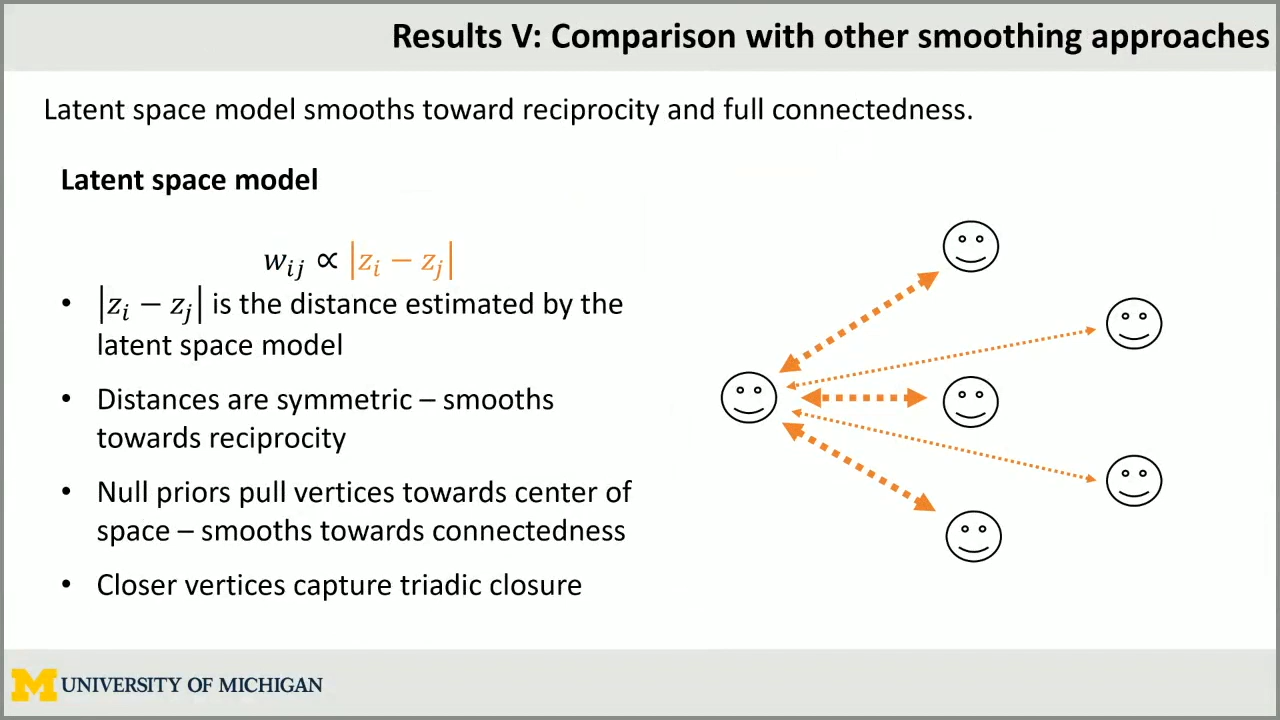 Results V: Comparison with other smoothing approaches
Latent space model smooths toward reciprocity and full connectedness.
Latent space model
w_{ij} ∝ |z_i − z_j|
• |z_i − z_j| is the distance estimated by the
latent space model
• Distances are symmetric – smooths
towards reciprocity
• Null priors pull vertices towards center of
space – smooths towards connectedness
• Closer vertices capture triadic closure
M UNIVERSITY OF MICHIGAN